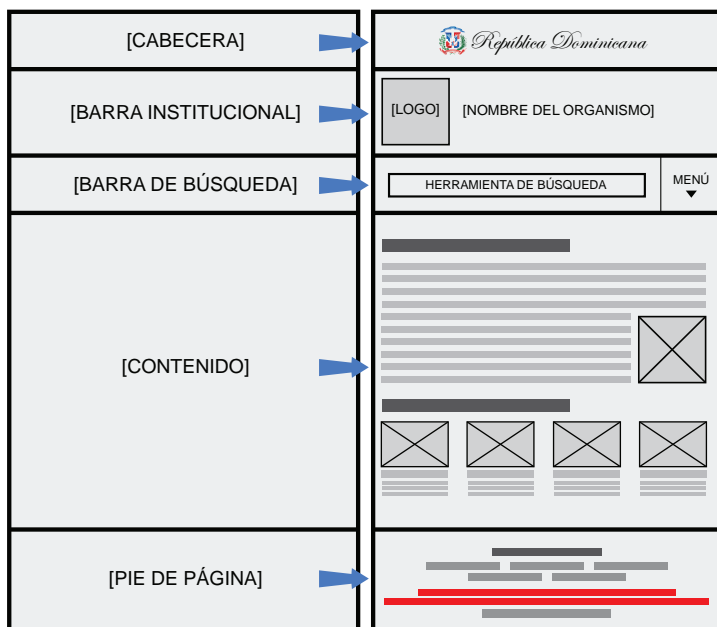 [CABECERA]
República Dominicana
[BARRA INSTITUCIONAL]
[LOGO]
[NOMBRE DEL ORGANISMO]
[BARRA DE BÚSQUEDA]
HERRAMIENTA DE BÚSQUEDA
MENÚ
[CONTENIDO]
[PIE DE PÁGINA]